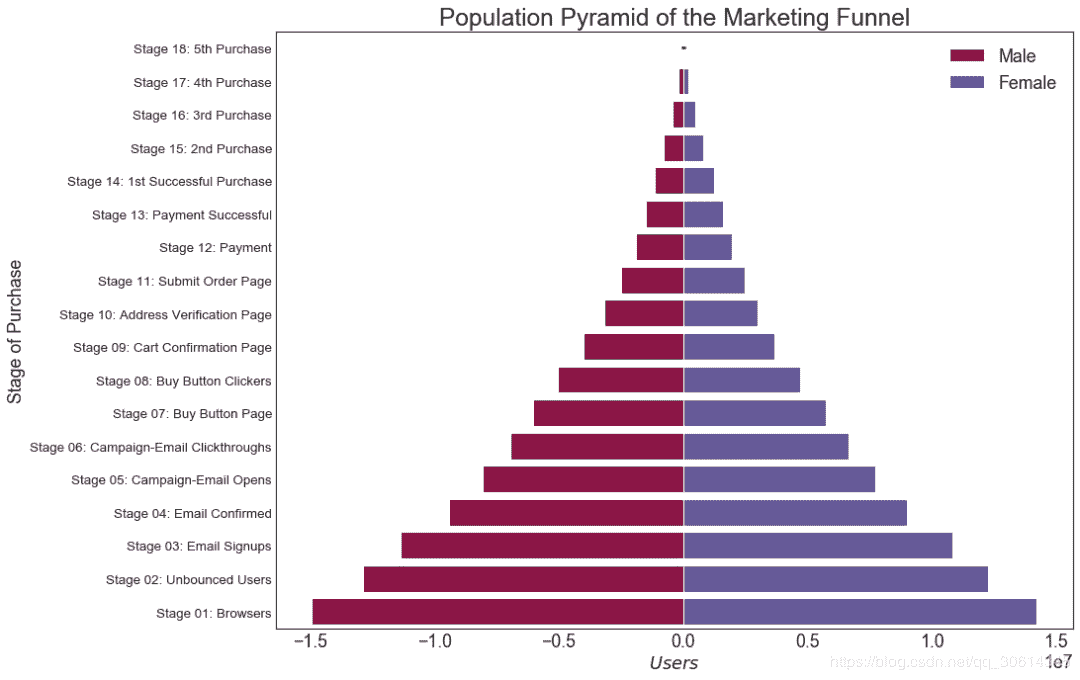 Population Pyramid of the Marketing Funnel
Male
Female
Stage of Purchase
Stage 18: 5th Purchase
Stage 17: 4th Purchase
Stage 16: 3rd Purchase
Stage 15: 2nd Purchase
Stage 14: 1st Successful Purchase
Stage 13: Payment Successful
Stage 12: Payment
Stage 11: Submit Order Page
Stage 10: Address Verification Page
Stage 09: Cart Confirmation Page
Stage 08: Buy Button Clickers
Stage 07: Buy Button Page
Stage 06: Campaign-Email Clickthroughs
Stage 05: Campaign-Email Opens
Stage 04: Email Confirmed
Stage 03: Email Signups
Stage 02: Unbounced Users
Stage 01: Browsers
−1.5 −1.0 −0.5 0.0 0.5 1.0 1.5
1e7
Users